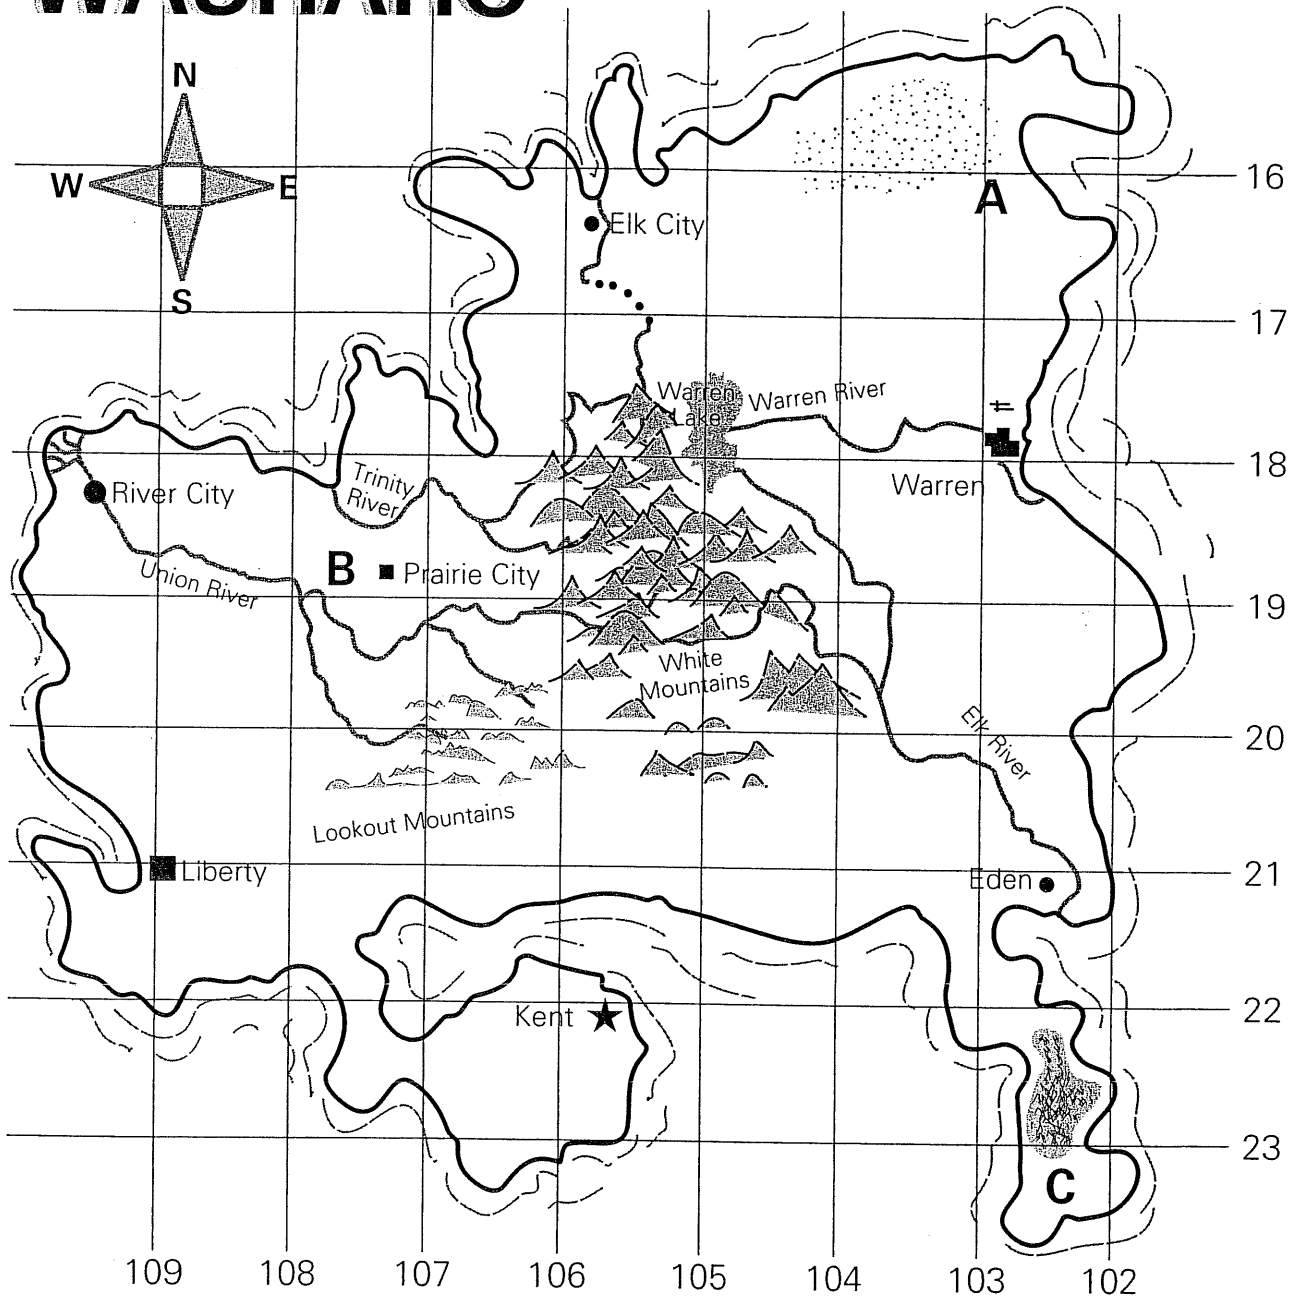 N
W
E
S
16
A
Elk City
17
Warren
Lake
Warren River
18
Trinity
River
River City
Warren
B
Prairie City
Union River
19
White
Mountains
Elk River
20
Lookout Mountains
Liberty
Eden
21
Kent
22
23
C
109
108
107
106
105
104
103
102